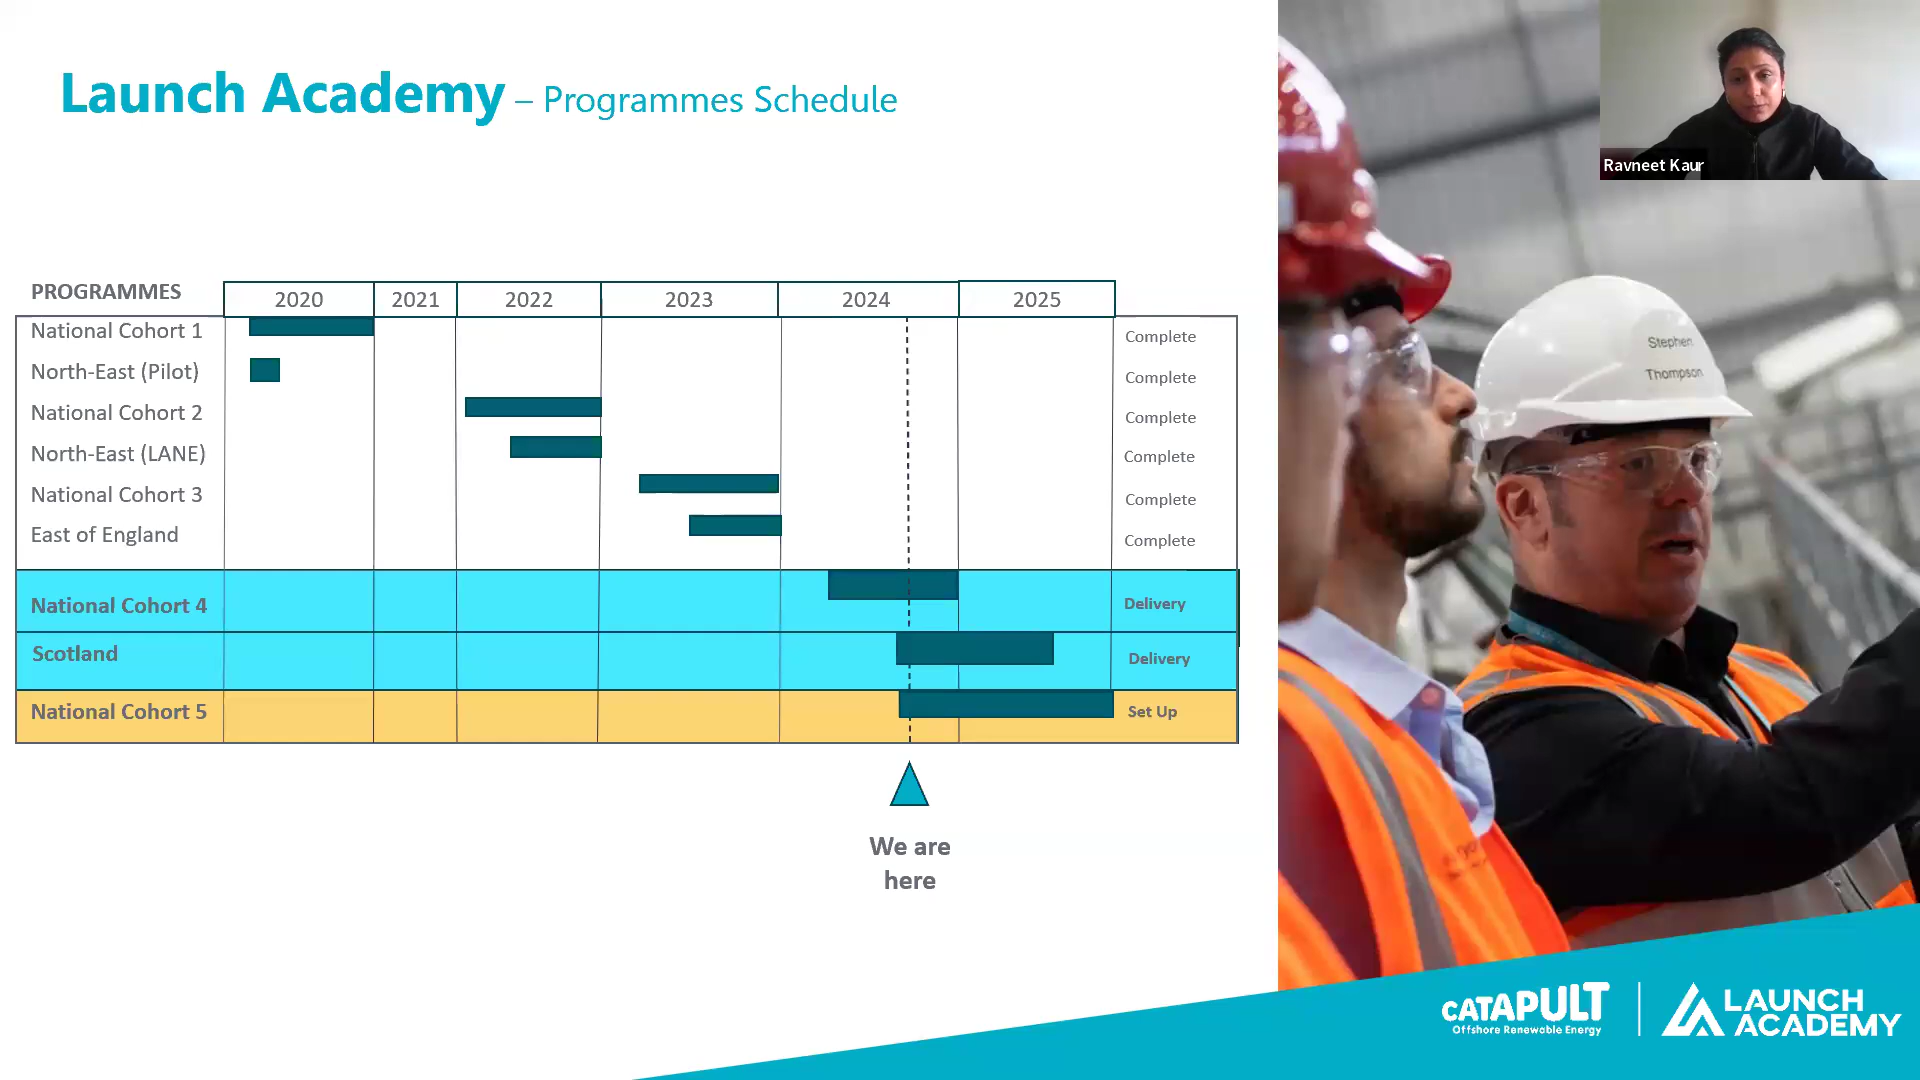 Launch Academy – Programmes Schedule
Ravneet Kaur
PROGRAMMES 2020 2021 2022 2023 2024 2025
National Cohort 1 Complete
North-East (Pilot) Complete
National Cohort 2 Complete
North-East (LANE) Complete
National Cohort 3 Complete
East of England Complete
National Cohort 4 Delivery
Scotland Delivery
National Cohort 5 Set Up
We are
here
Stephen
Thompson
CATAPULT
Offshore Renewable Energy
LAUNCH
ACADEMY